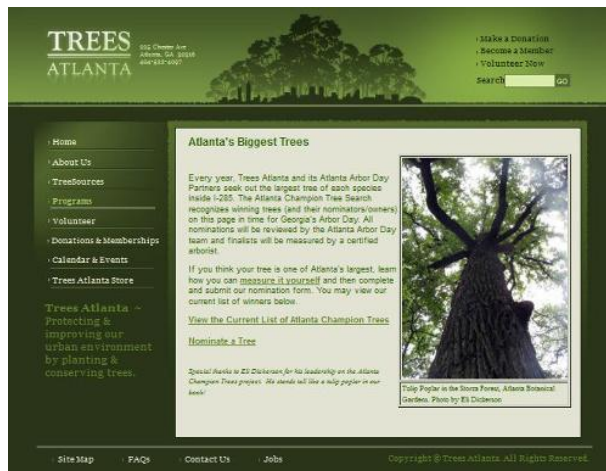 TREES
ATLANTA
225 Chester Ave
Atlanta, GA 30316
404-522-4097
Make a Donation
Become a Member
Volunteer Now
Search
GO
Home
About Us
TreeSources
Programs
Volunteer
Donations & Memberships
Calendar & Events
Trees Atlanta Store
Trees Atlanta ~
Protecting &
improving our
urban environment
by planting &
conserving trees.
Atlanta's Biggest Trees
Every year, Trees Atlanta and its Atlanta Arbor Day
Partners seek out the largest tree of each species
inside I-285. The Atlanta Champion Tree Search
recognizes winning trees (and their nominators/owners)
on this page in time for Georgia's Arbor Day. All
nominations will be reviewed by the Atlanta Arbor Day
team and finalists will be measured by a certified
arborist.
If you think your tree is one of Atlanta's largest, learn
how you can measure it yourself and then complete
and submit our nomination form. You may view our
current list of winners below.
View the Current List of Atlanta Champion Trees
Nominate a Tree
Special thanks to Eli Dickerson for his leadership on the Atlanta
Champion Trees project. He stands tall like a tulip poplar in our
book!
Tulip Poplar in the Storza Forest, Atlanta Botanical
Gardens. Photo by Eli Dickerson
Site Map
FAQs
Contact Us
Jobs
Copyright @ Trees Atlanta. All Rights Reserved.